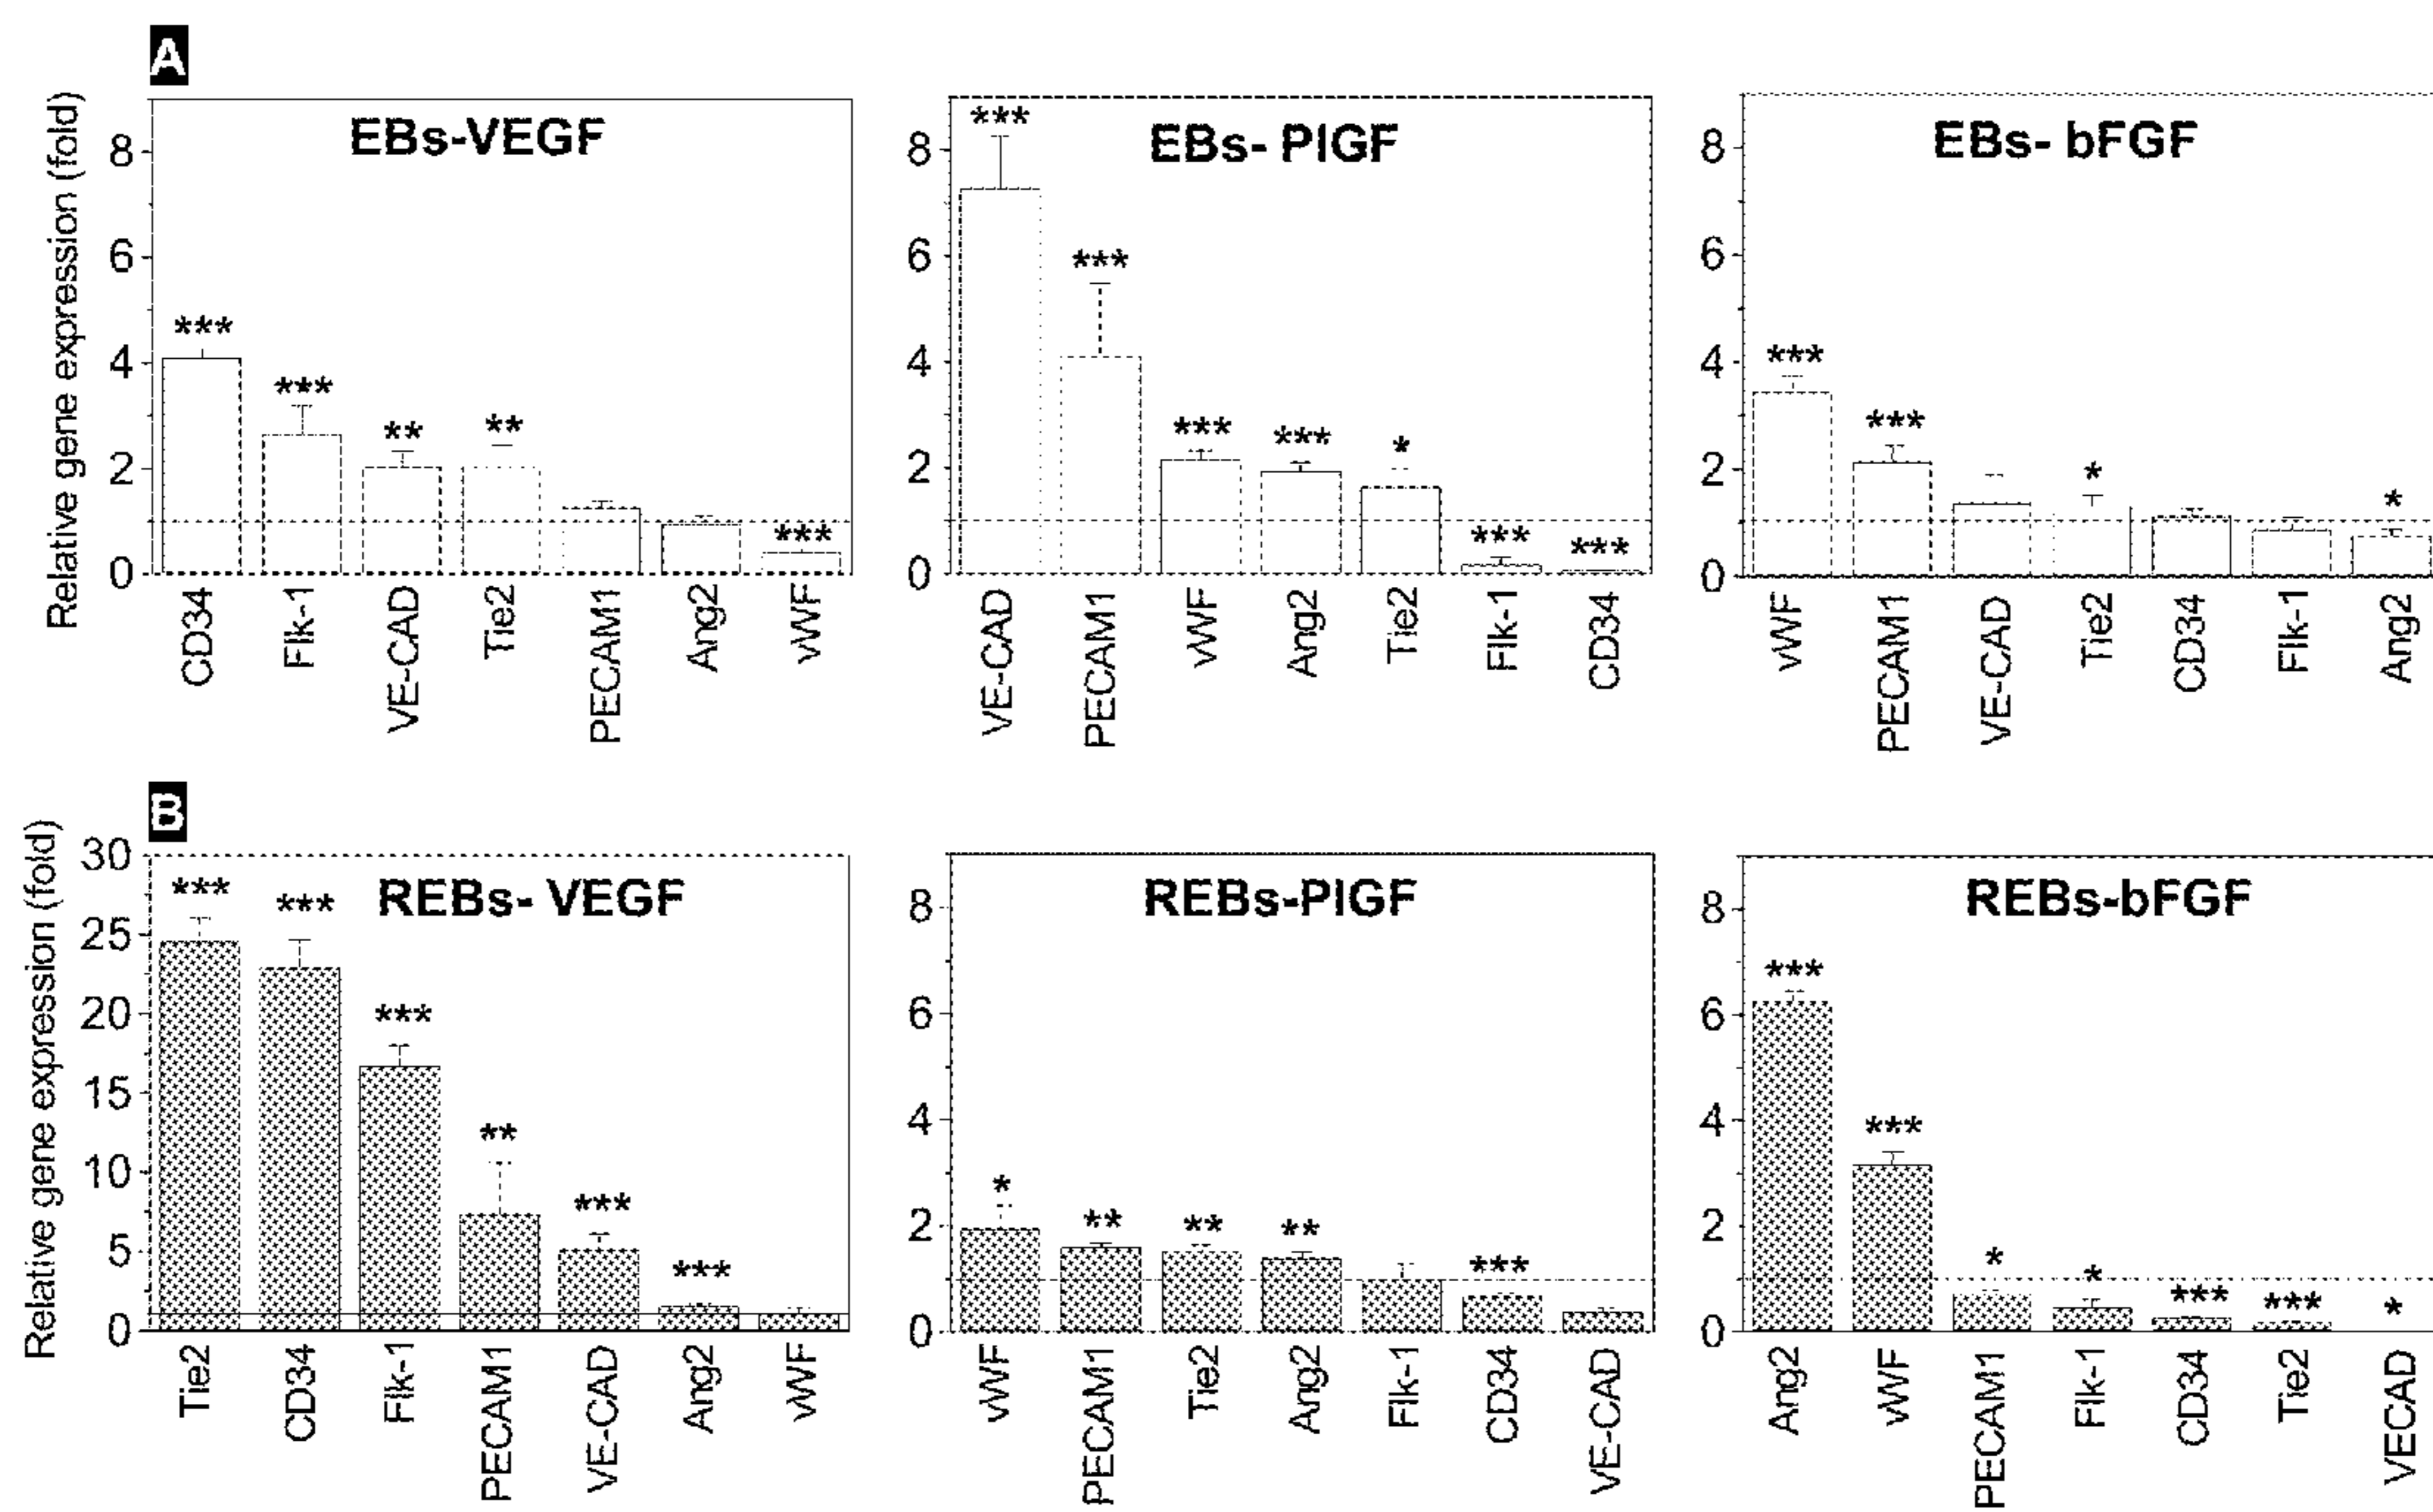 A
Relative gene expression (fold)
EBs-VEGF
8
6
4
2
0
***
***
**
**
***
CD34
Flk-1
VE-CAD
Tie2
PECAM1
Ang2
vWF
EBs- PlGF
8
6
4
2
0
***
***
***
***
*
***
***
VE-CAD
PECAM1
vWF
Ang2
Tie2
Flk-1
CD34
EBs- bFGF
8
6
4
2
0
***
***
*
*
vWF
PECAM1
VE-CAD
Tie2
CD34
Flk-1
Ang2
B
Relative gene expression (fold)
REBs- VEGF
30
25
20
15
10
5
0
***
***
***
**
***
***
Tie2
CD34
Flk-1
PECAM1
VE-CAD
Ang2
vWF
REBs-PlGF
8
6
4
2
0
*
**
**
**
***
vWF
PECAM1
Tie2
Ang2
Flk-1
CD34
VE-CAD
REBs-bFGF
8
6
4
2
0
***
***
*
*
***
***
*
Ang2
vWF
PECAM1
Flk-1
CD34
Tie2
VECAD